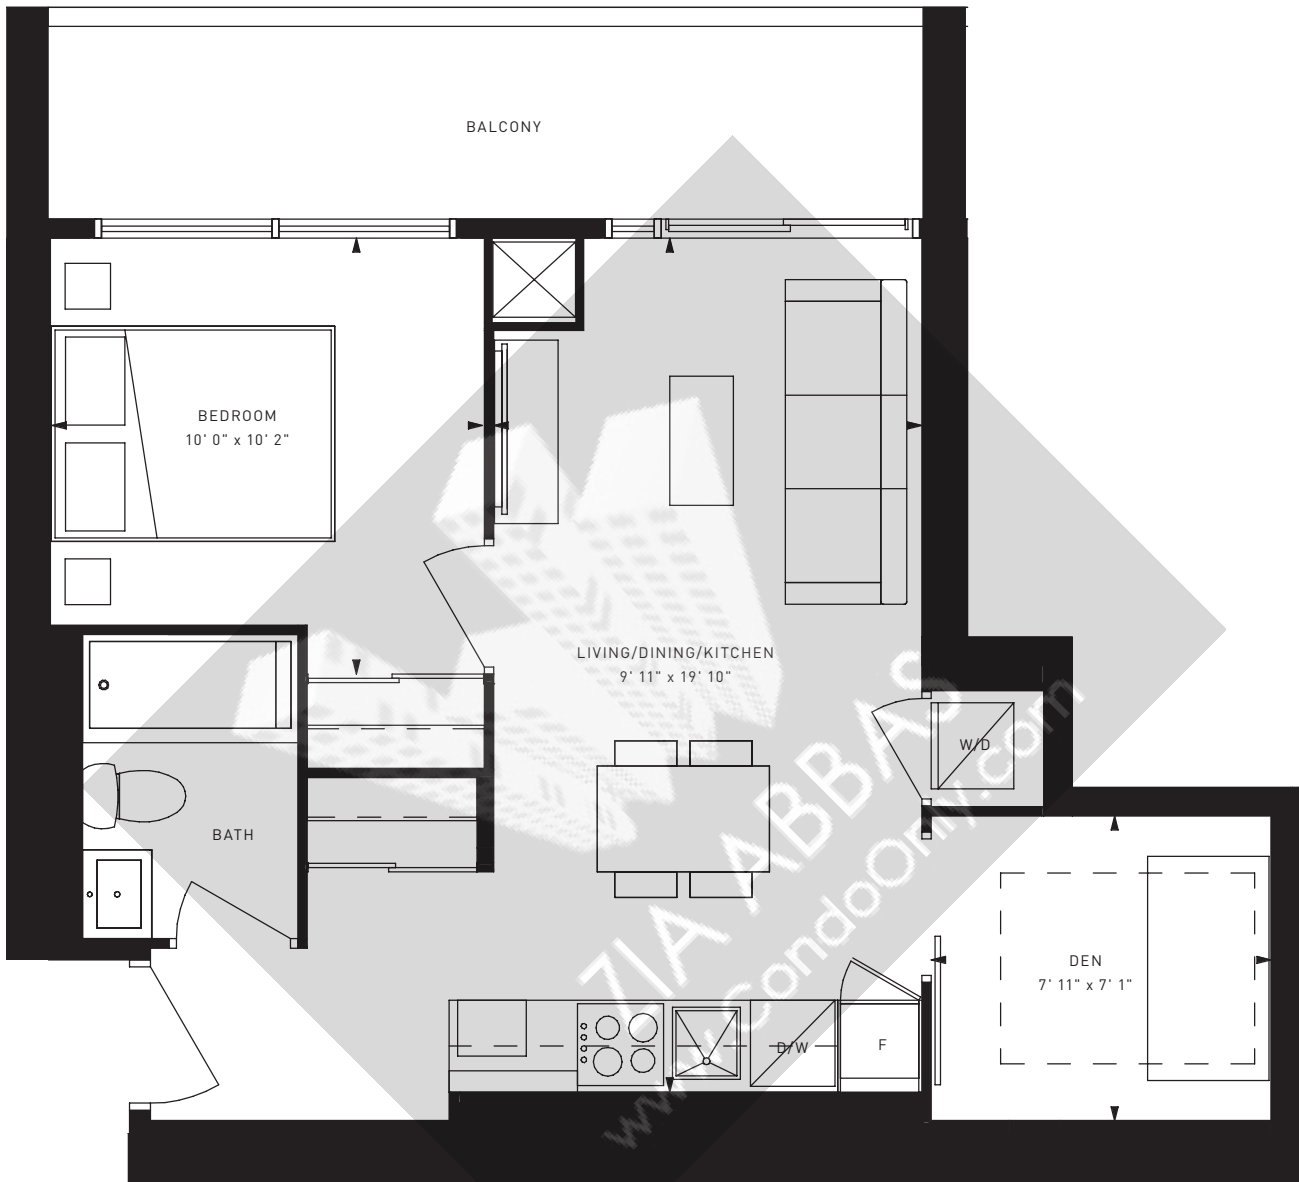 BALCONY
BEDROOM
10' 0" x 10' 2"
LIVING/DINING/KITCHEN
9' 11" x 19' 10"
W/D
BATH
DEN
7' 11" x 7' 1"
D/W
F
ZIA ABBAS
www.CondoOnly.com